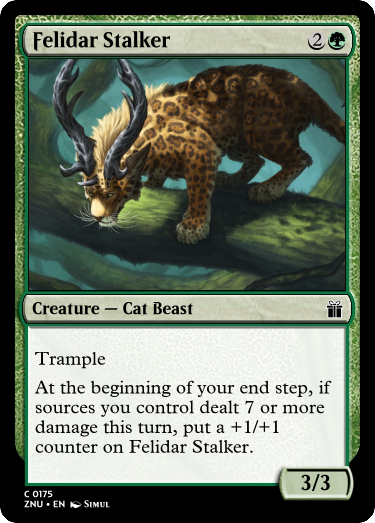 Felidar Stalker 2
Creature — Cat Beast
Trample
At the beginning of your end step, if
sources you control dealt 7 or more
damage this turn, put a +1/+1
counter on Felidar Stalker.
3/3
C 0175
ZNU • EN SIMUL